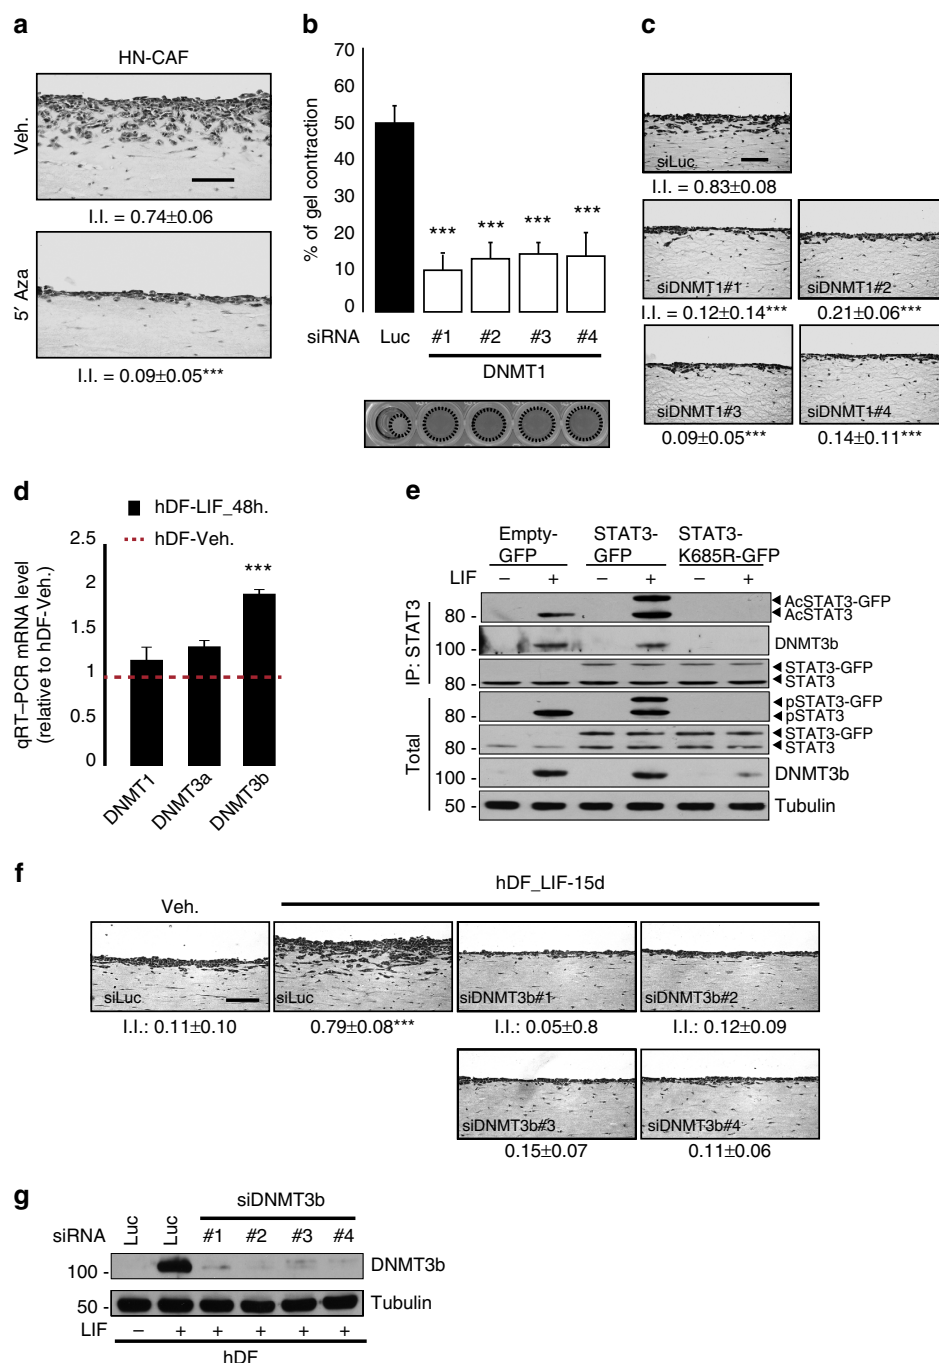 a
HN-CAF
Veh.
I.I. = 0.74±0.06
5′ Aza
I.I. = 0.09±0.05***
b
% of gel contraction
70
60
50
40
30
20
10
0
*** *** *** ***
siRNA Luc #1 #2 #3 #4
DNMT1
c
siLuc
I.I. = 0.83±0.08
siDNMT1#1 siDNMT1#2
I.I. = 0.12±0.14*** 0.21±0.06***
siDNMT1#3 siDNMT1#4
0.09±0.05*** 0.14±0.11***
d
hDF-LIF_48h.
hDF-Veh.
qRT–PCR mRNA level
(relative to hDF-Veh.)
2.5
2
1.5
1
0.5
0
***
DNMT1 DNMT3a DNMT3b
e
Empty-GFP STAT3-GFP STAT3-K685R-GFP
LIF – + – + – +
IP: STAT3
80 - AcSTAT3-GFP
AcSTAT3
100 - DNMT3b
STAT3-GFP
80 - STAT3
Total
pSTAT3-GFP
80 - pSTAT3
STAT3-GFP
80 - STAT3
100 - DNMT3b
50 - Tubulin
f
hDF_LIF-15d
Veh.
siLuc siLuc siDNMT3b#1 siDNMT3b#2
I.I.: 0.11±0.10 0.79±0.08*** I.I.: 0.05±0.8 I.I.: 0.12±0.09
siDNMT3b#3 siDNMT3b#4
0.15±0.07 0.11±0.06
g
siDNMT3b
siRNA Luc Luc #1 #2 #3 #4
100 - DNMT3b
50 - Tubulin
LIF – + + + + +
hDF